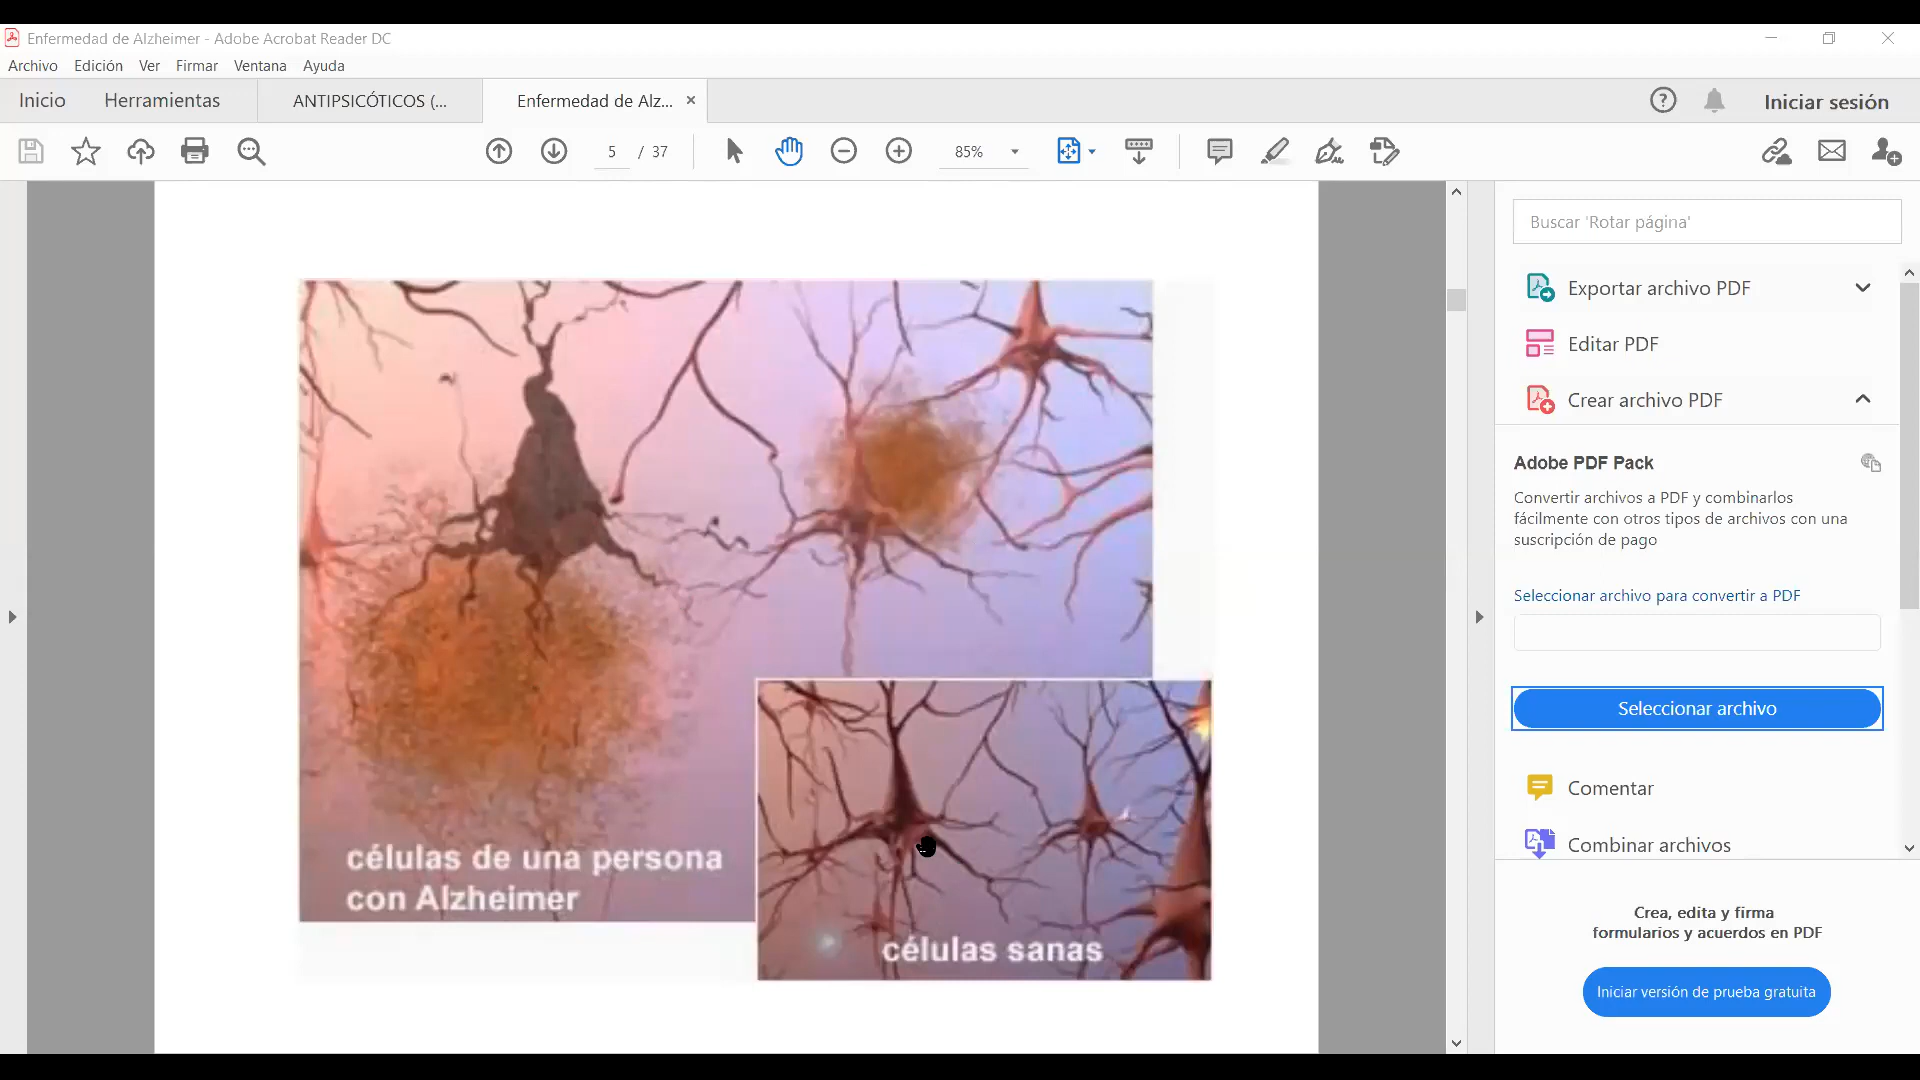 Enfermedad de Alzheimer - Adobe Acrobat Reader DC
Archivo Edición Ver Firmar Ventana Ayuda
Inicio Herramientas ANTIPSICÓTICOS (... Enfermedad de Alz... × Iniciar sesión
5 / 37 85%
Buscar 'Rotar página'
Exportar archivo PDF
Editar PDF
Crear archivo PDF
Adobe PDF Pack
Convertir archivos a PDF y combinarlos
fácilmente con otros tipos de archivos con una
suscripción de pago
Seleccionar archivo para convertir a PDF
Seleccionar archivo
Comentar
Combinar archivos
Crea, edita y firma
formularios y acuerdos en PDF
Iniciar versión de prueba gratuita
células de una persona
con Alzheimer
células sanas